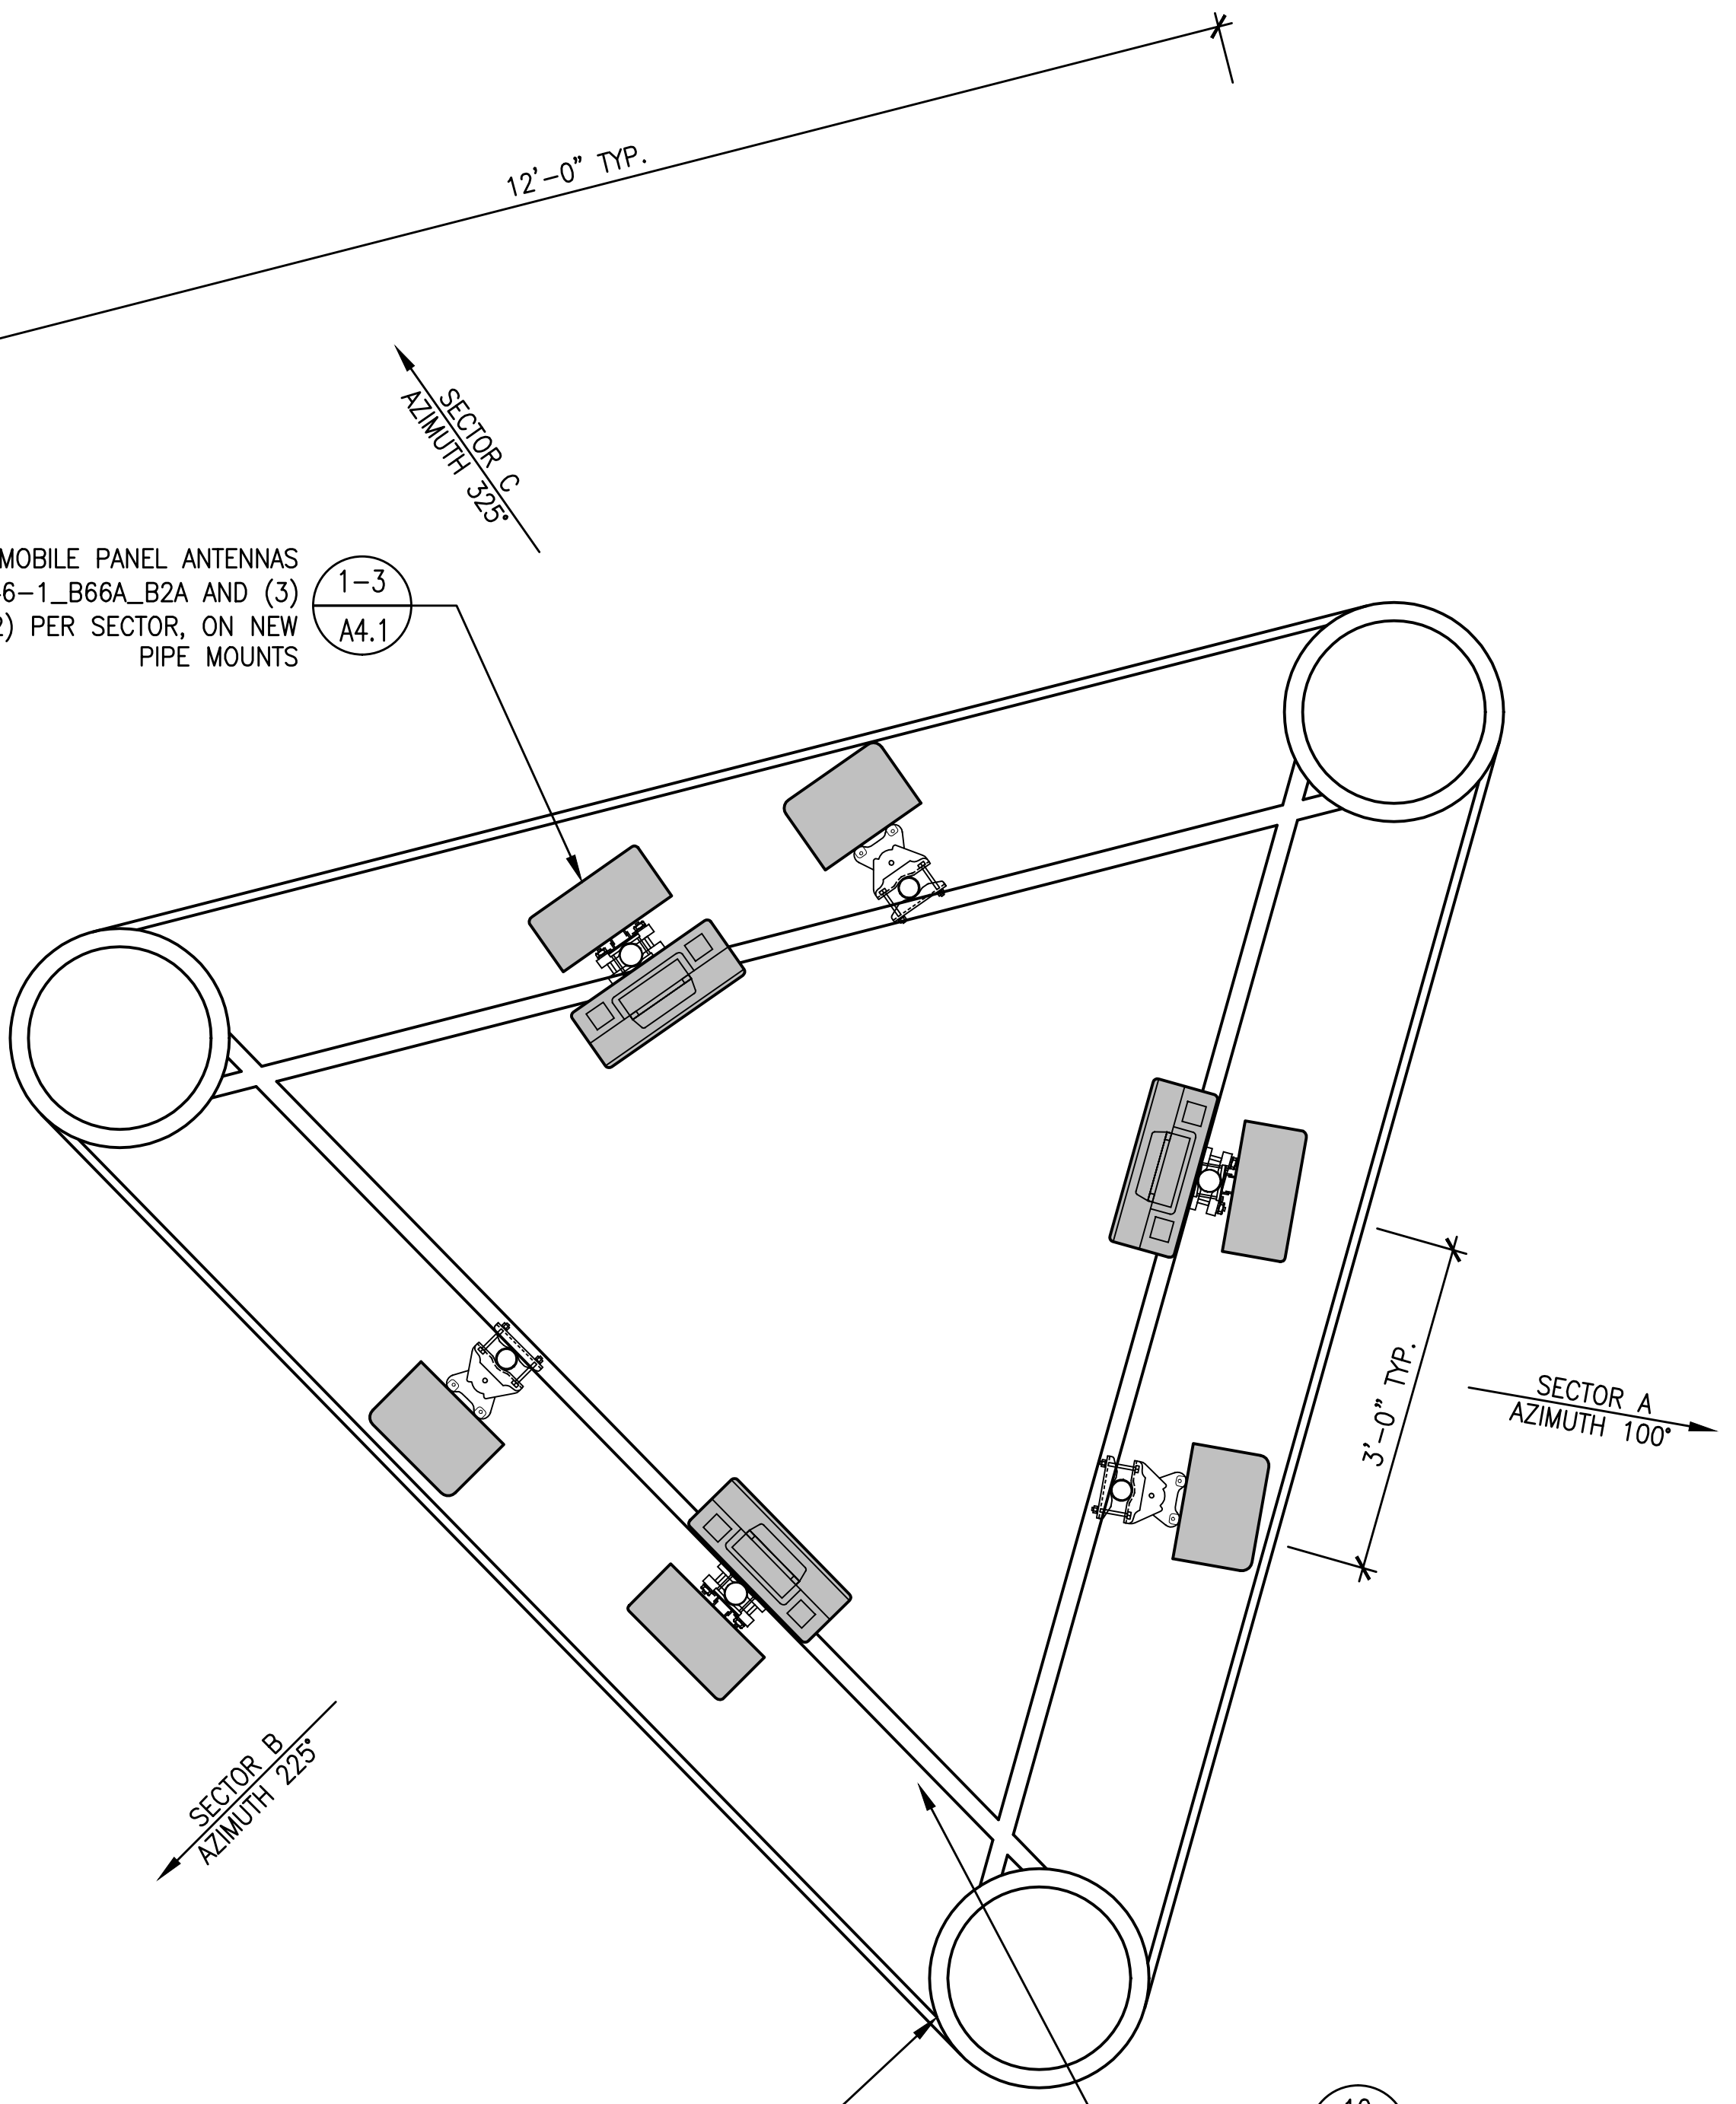 12'-0" TYP.
SECTOR C
AZIMUTH 325°
MOBILE PANEL ANTENNAS
6-1_B66A_B2A AND (3)
2) PER SECTOR, ON NEW
PIPE MOUNTS
1-3
A4.1
3'-0" TYP.
SECTOR A
AZIMUTH 100°
SECTOR B
AZIMUTH 225°